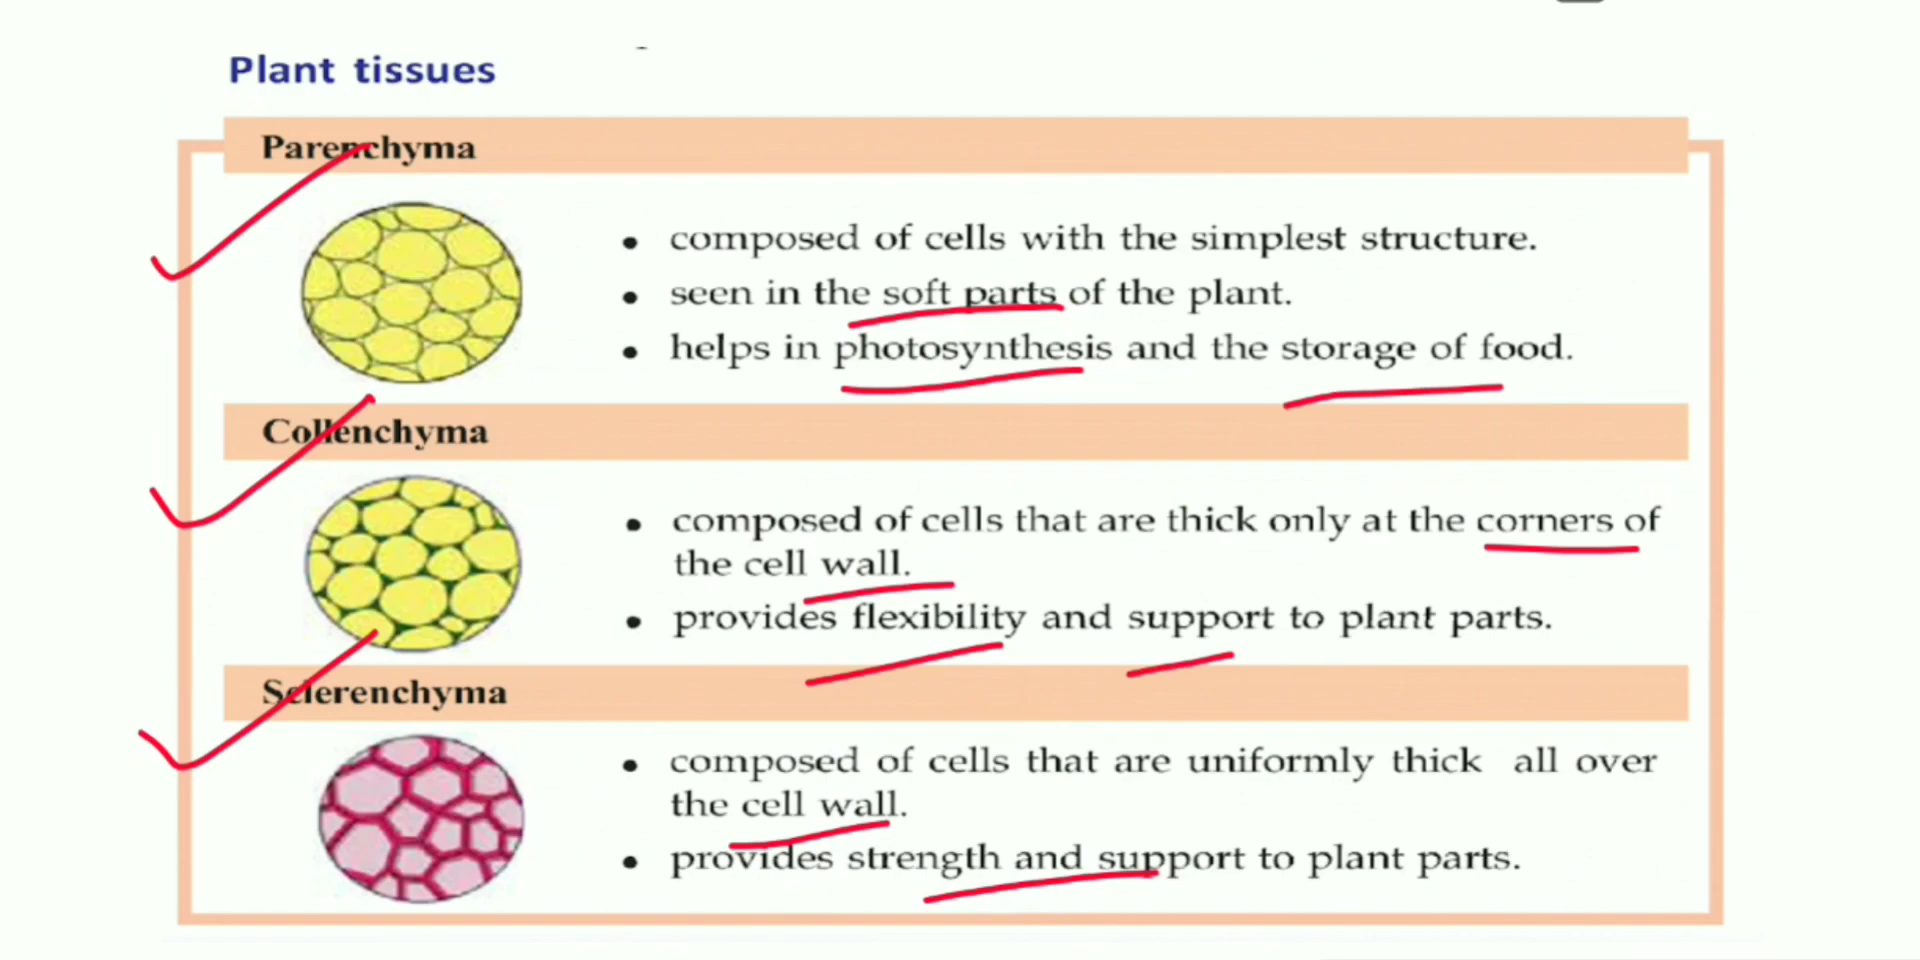 Plant tissues
Parenchyma
• composed of cells with the simplest structure.
• seen in the soft parts of the plant.
• helps in photosynthesis and the storage of food.
Collenchyma
• composed of cells that are thick only at the corners of
the cell wall.
• provides flexibility and support to plant parts.
Sclerenchyma
• composed of cells that are uniformly thick all over
the cell wall.
• provides strength and support to plant parts.